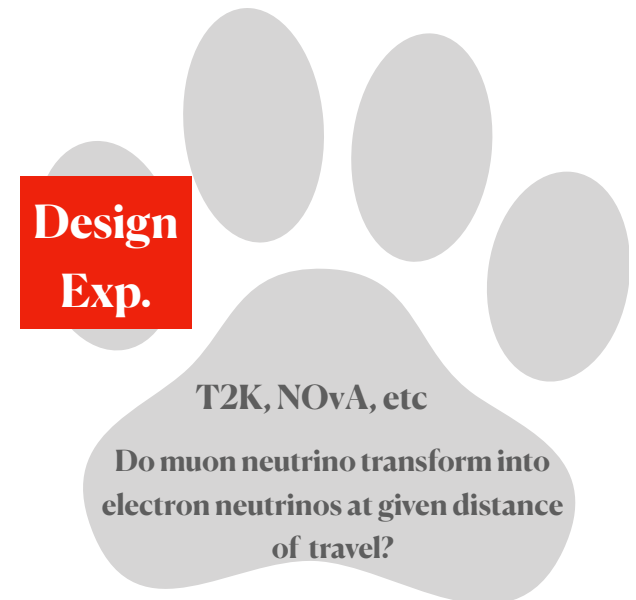 Design
Exp.
T2K, NOvA, etc
Do muon neutrino transform into
electron neutrinos at given distance
of travel?